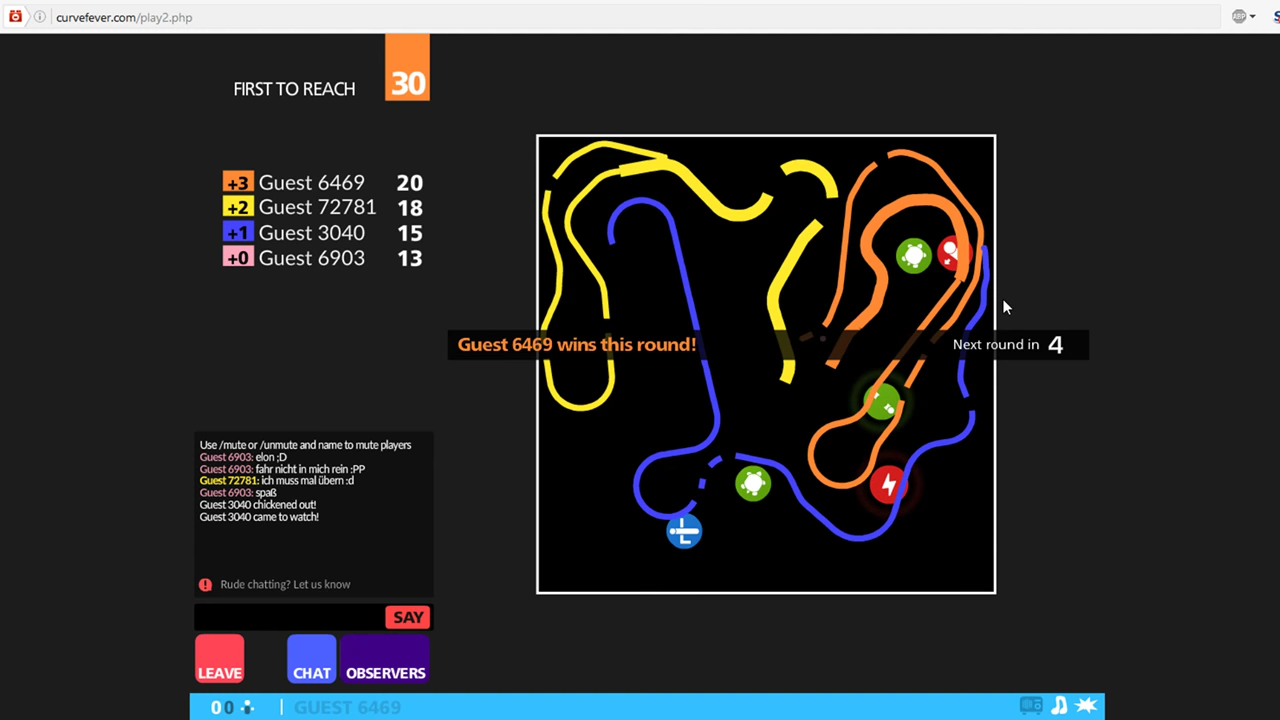 curvefever.com/play2.php
ABP
FIRST TO REACH
30
+3 Guest 6469 20
+2 Guest 72781 18
+1 Guest 3040 15
+0 Guest 6903 13
Guest 6469 wins this round!
Next round in 4
Use /mute or /unmute and name to mute players
Guest 6903: elon ;D
Guest 6903: fahr nicht in mich rein :PP
Guest 72781: ich muss mal übern :d
Guest 6903: spaß
Guest 3040 chickened out!
Guest 3040 came to watch!
Rude chatting? Let us know
SAY
LEAVE
CHAT
OBSERVERS
00
GUEST 6469